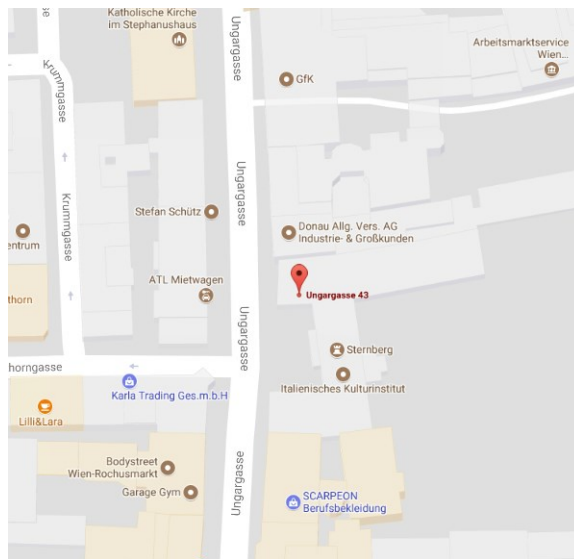 Katholische Kirche
im Stephanushaus
Ungargasse
Arbeitsmarktservice
Wien...
Krummgasse
GfK
Ungargasse
Krummgasse
Stefan Schütz
Donau Allg. Vers. AG
Industrie- & Großkunden
entrum
ATL Mietwagen
Ungargasse 43
thorn
Ungargasse
Sternberg
horngasse
Italienisches Kulturinstitut
Karla Trading Ges.m.b.H
Lilli&Lara
Bodystreet
Wien-Rochusmarkt
Ungargasse
Garage Gym
SCARPEON
Berufsbekleidung